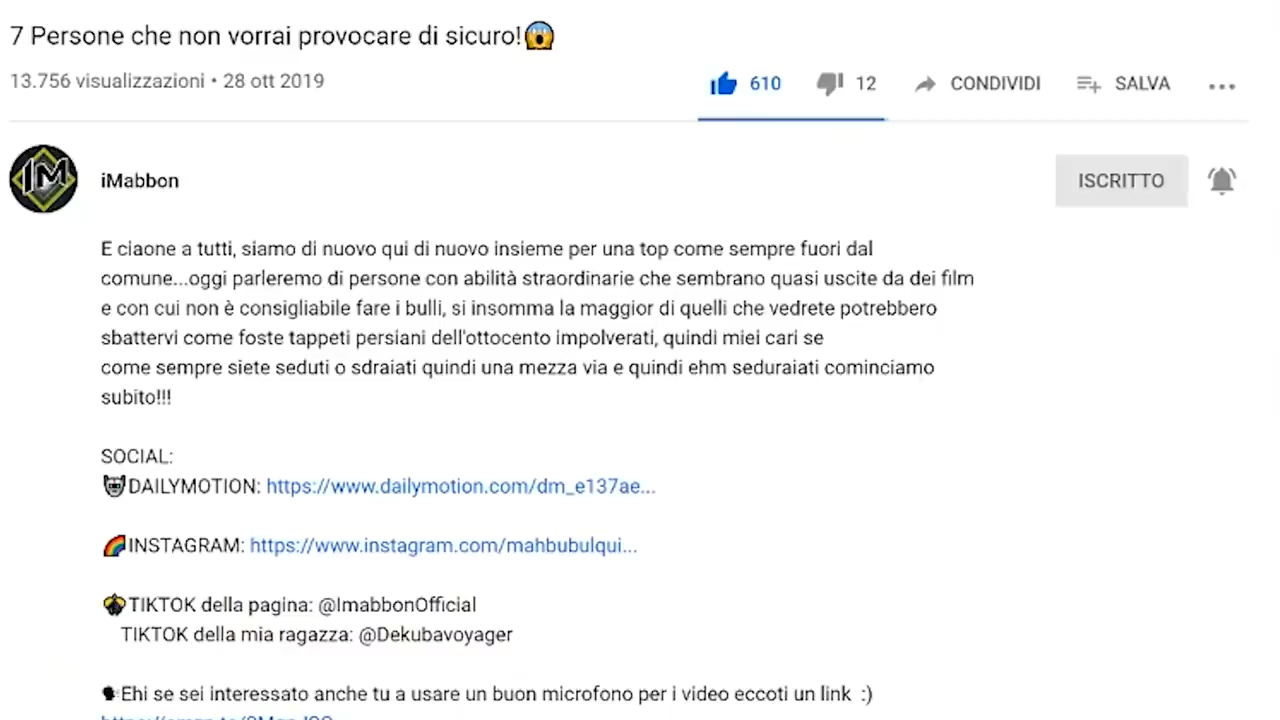 7 Persone che non vorrai provocare di sicuro!😱
13.756 visualizzazioni • 28 ott 2019
610 12 CONDIVIDI SALVA
IM
iMabbon
ISCRITTO
E ciaone a tutti, siamo di nuovo qui di nuovo insieme per una top come sempre fuori dal
comune...oggi parleremo di persone con abilità straordinarie che sembrano quasi uscite da dei film
e con cui non è consigliabile fare i bulli, si insomma la maggior di quelli che vedrete potrebbero
sbattervi come foste tappeti persiani dell'ottocento impolverati, quindi miei cari se
come sempre siete seduti o sdraiati quindi una mezza via e quindi ehm seduraiati cominciamo
subito!!!
SOCIAL:
DAILYMOTION: https://www.dailymotion.com/dm_e137ae...
🌈INSTAGRAM: https://www.instagram.com/mahbubulqui...
TIKTOK della pagina: @ImabbonOfficial
TIKTOK della mia ragazza: @Dekubavoyager
🗣Ehi se sei interessato anche tu a usare un buon microfono per i video eccoti un link :)